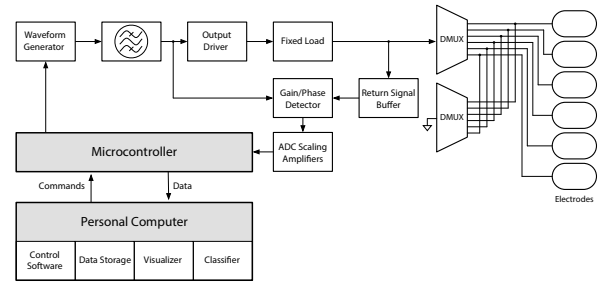 Waveform
Generator
Output
Driver
Fixed Load
DMUX
Gain/Phase
Detector
Return Signal
Buffer
DMUX
Microcontroller
ADC Scaling
Amplifiers
Commands
Data
Electrodes
Personal Computer
Control
Software
Data Storage
Visualizer
Classifier